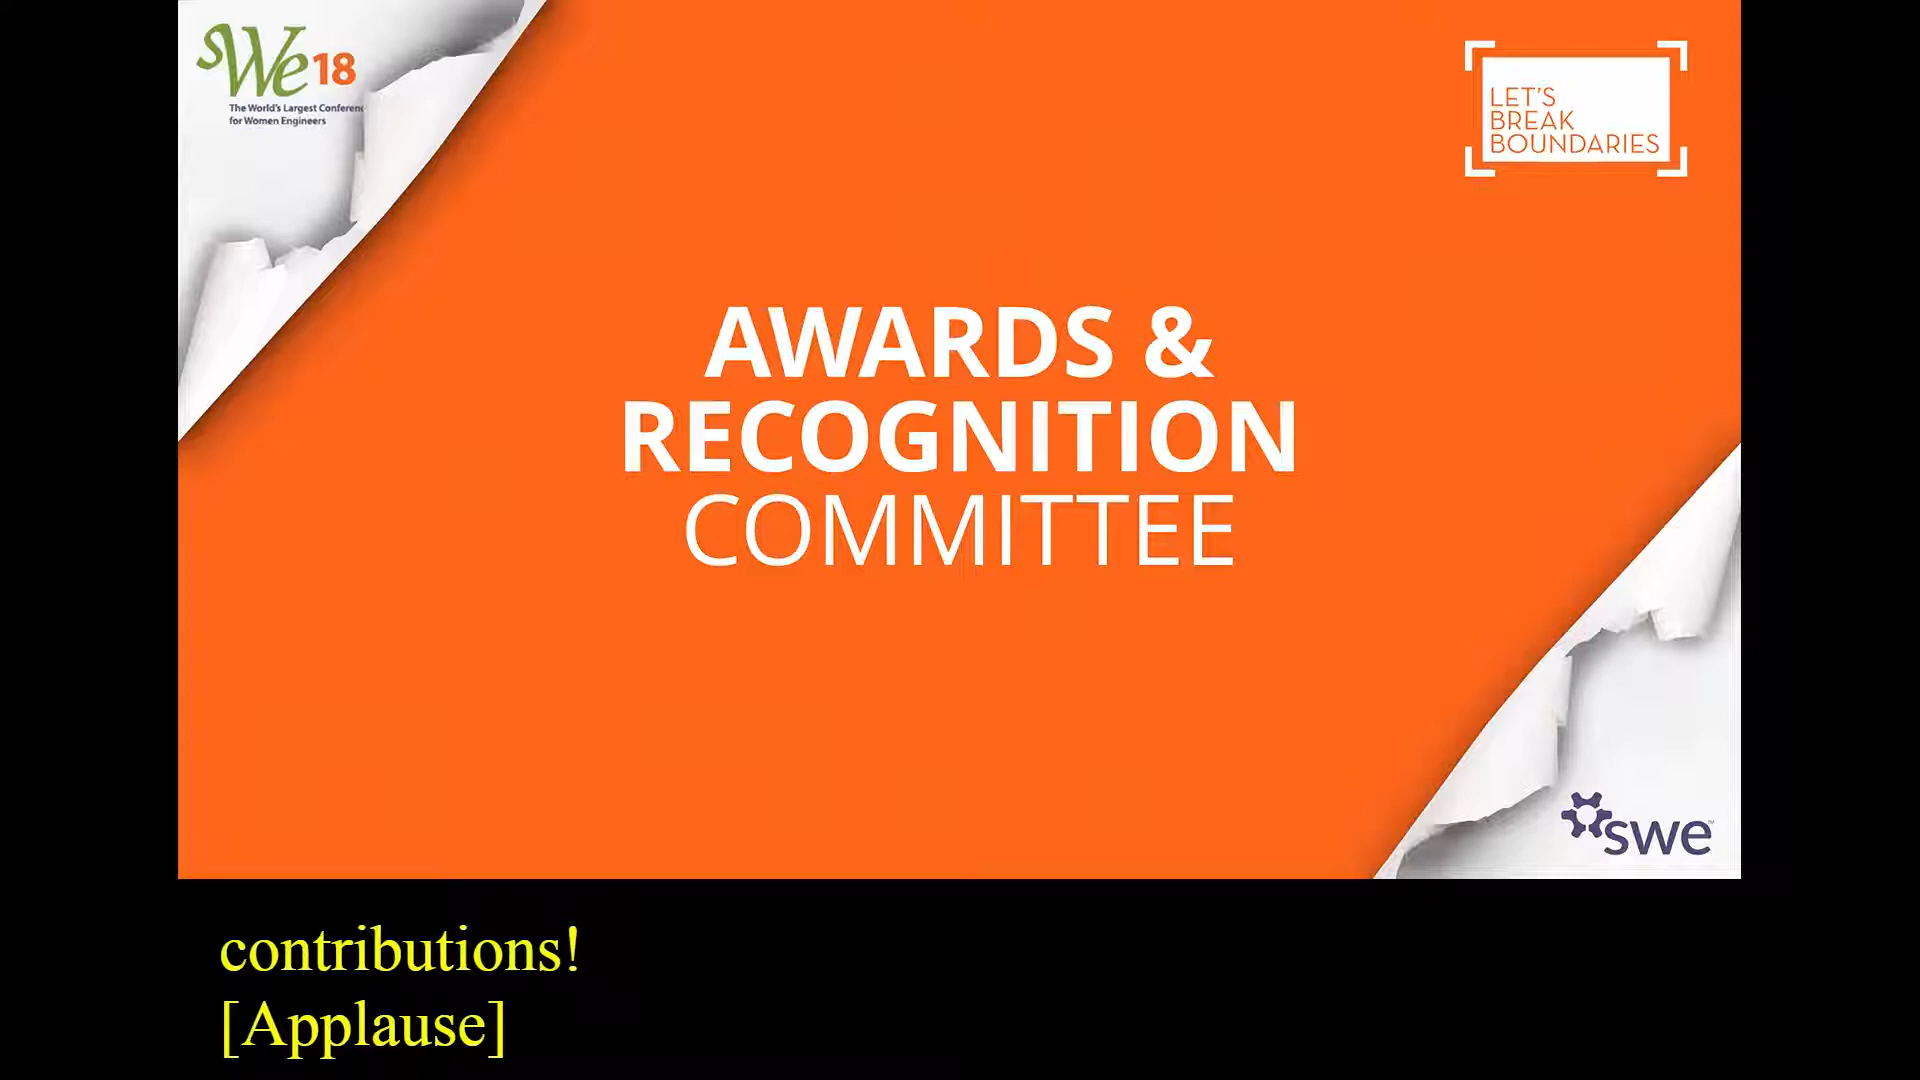 sWe18
The World's Largest Conferen
for Women Engineers
LET'S
BREAK
BOUNDARIES
AWARDS &
RECOGNITION
COMMITTEE
swe
contributions!
[Applause]